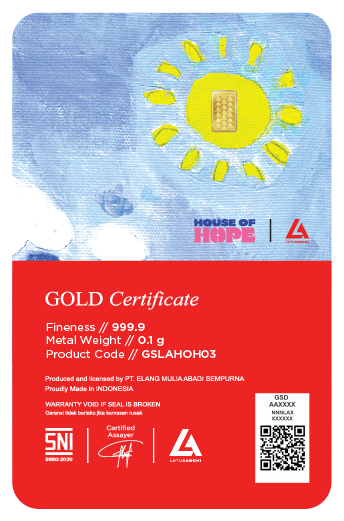 HOUSE OF
HOPE
LOTUSARCHI
GOLD Certificate
Fineness // 999.9
Metal Weight // 0.1 g
Product Code // GSLAHOH03
Produced and licensed by PT. ELANG MULIA ABADI SEMPURNA
Proudly Made in INDONESIA
WARRANTY VOID IF SEAL IS BROKEN
Garansi tidak berlaku jika kemasan rusak
GSD
AAXXXX
NNNLAX
XXXXXX
Certified
Assayer
SNI
8880:2020
LOTUSARCHI